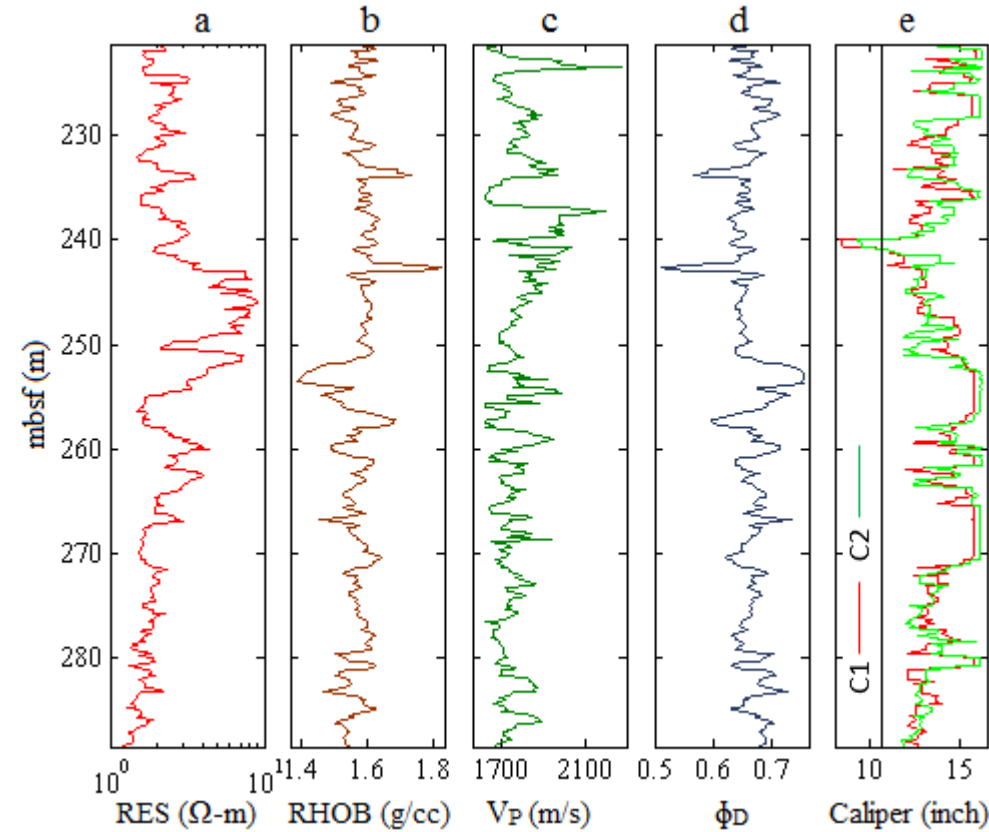 a b c d e
mbsf (m)
230
240
250
260
270
280
C1 C2
10⁰ 10¹ 1.4 1.6 1.8 1700 2100 0.5 0.6 0.7 10 15
RES (Ω-m) RHOB (g/cc) VP (m/s) ϕD Caliper (inch)